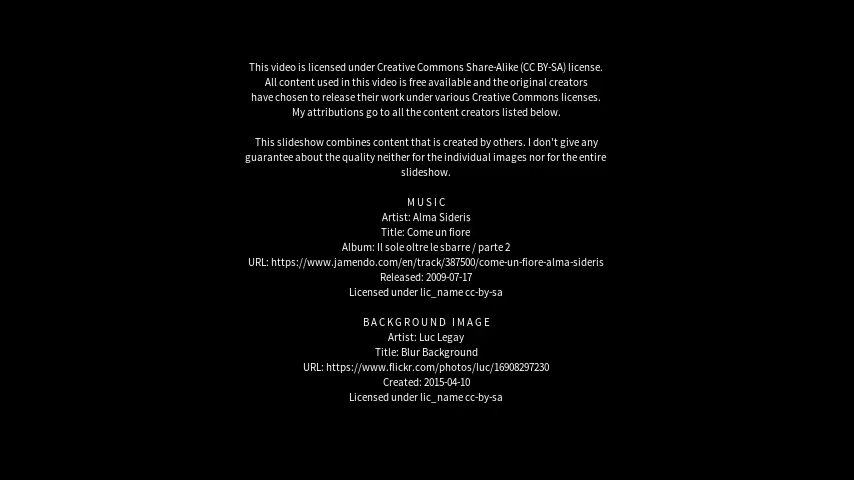 This video is licensed under Creative Commons Share-Alike (CC BY-SA) license.
All content used in this video is free available and the original creators
have chosen to release their work under various Creative Commons licenses.
My attributions go to all the content creators listed below.
This slideshow combines content that is created by others. I don't give any
guarantee about the quality neither for the individual images nor for the entire
slideshow.
MUSIC
Artist: Alma Sideris
Title: Come un fiore
Album: Il sole oltre le sbarre / parte 2
URL: https://www.jamendo.com/en/track/387500/come-un-fiore-alma-sideris
Released: 2009-07-17
Licensed under lic_name cc-by-sa
BACKGROUND IMAGE
Artist: Luc Legay
Title: Blur Background
URL: https://www.flickr.com/photos/luc/16908297230
Created: 2015-04-10
Licensed under lic_name cc-by-sa